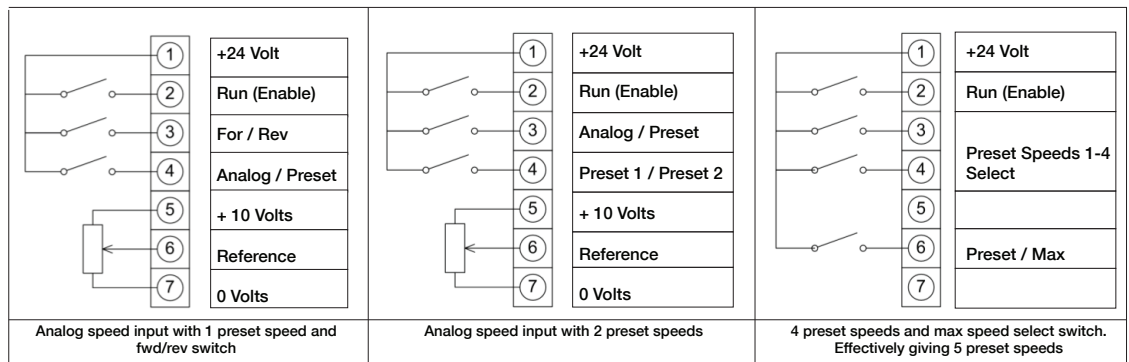 1
+24 Volt
2
Run (Enable)
3
For / Rev
4
Analog / Preset
5
+ 10 Volts
6
Reference
7
0 Volts
Analog speed input with 1 preset speed and
fwd/rev switch
1
+24 Volt
2
Run (Enable)
3
Analog / Preset
4
Preset 1 / Preset 2
5
+ 10 Volts
6
Reference
7
0 Volts
Analog speed input with 2 preset speeds
1
+24 Volt
2
Run (Enable)
3
Preset Speeds 1-4
4
Select
5
6
Preset / Max
7
4 preset speeds and max speed select switch.
Effectively giving 5 preset speeds